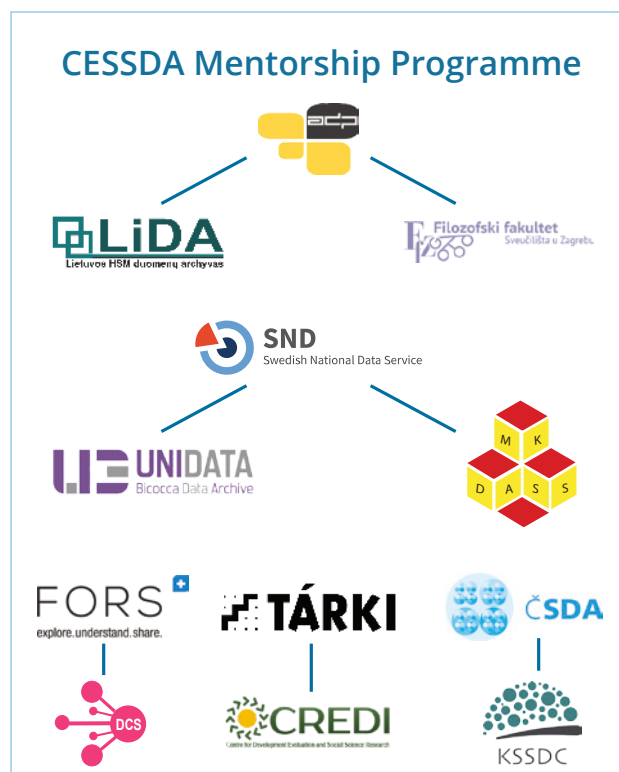 CESSDA Mentorship Programme
adp
LiDA
Lietuvos HSM duomenų archyvas
Filozofski fakultet
Sveučilišta u Zagrebu
FFZG
SND
Swedish National Data Service
UNIDATA
Bicocca Data Archive
M K
D A S S
FORS
explore.understand.share.
TÁRKI
ČSDA
DCS
CREDI
Centre for Development Evaluation and Social Science Research
KSSDC